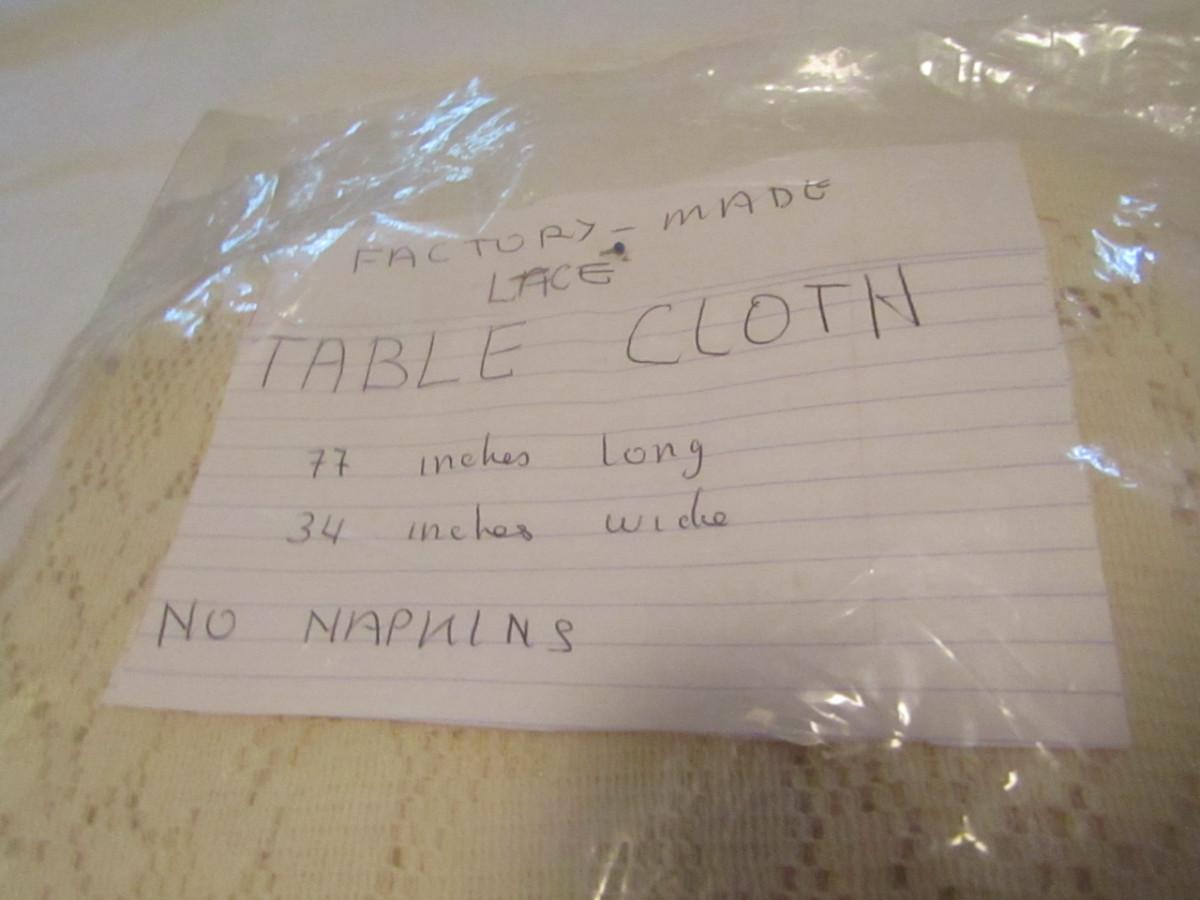 FACTORY-MADE
LACE
TABLE CLOTH
77 inches long
34 inches wide
NO NAPKINS